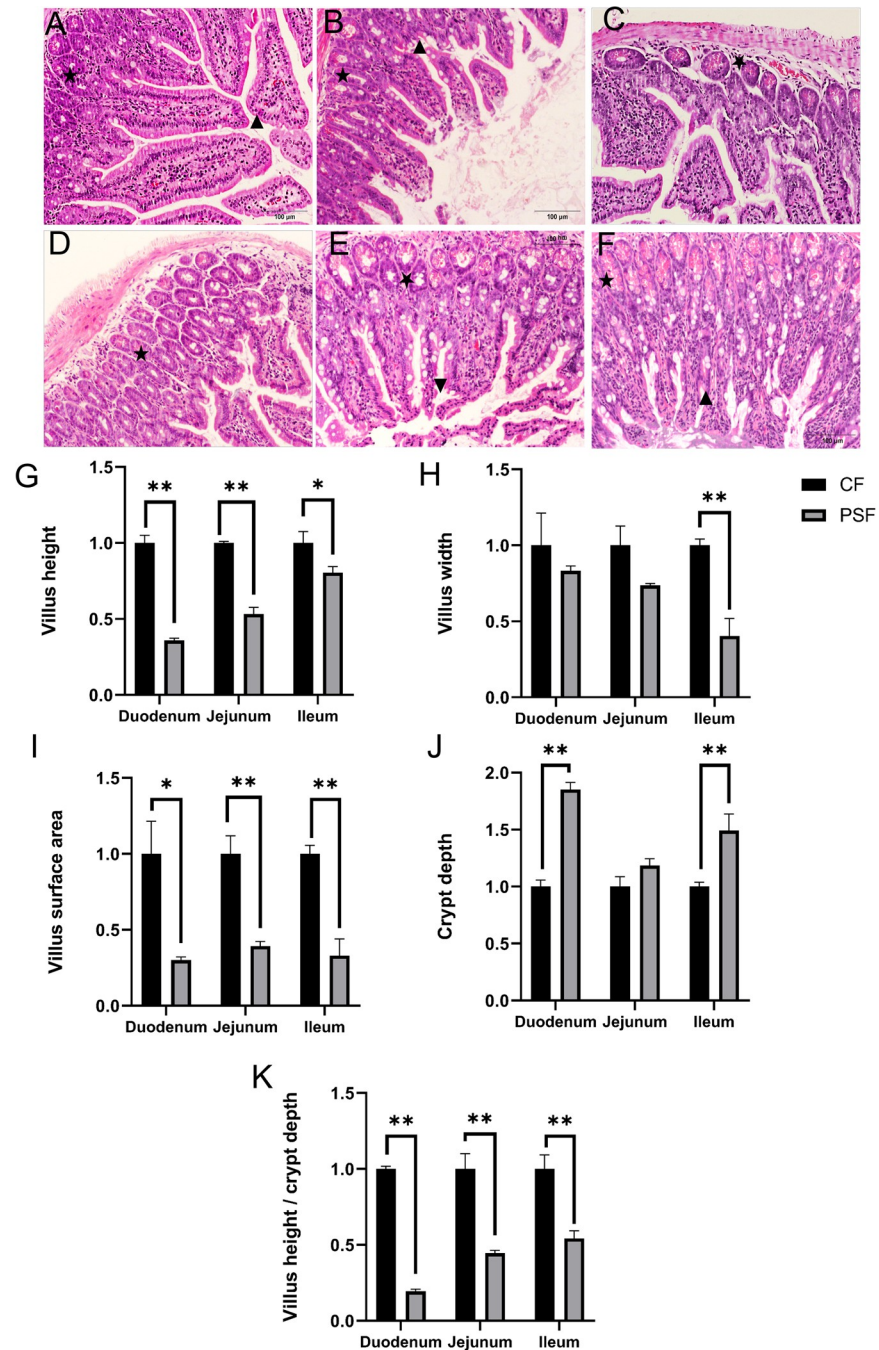 A B C
100 μm 100 μm
D E F
100 μm
G H
CF
PSF
Villus height
1.5
1.0
0.5
0.0
** ** *
Duodenum Jejunum Ileum
Villus width
1.5
1.0
0.5
0.0
**
Duodenum Jejunum Ileum
I J
Villus surface area
1.5
1.0
0.5
0.0
* ** **
Duodenum Jejunum Ileum
Crypt depth
2.0
1.5
1.0
0.5
0.0
** **
Duodenum Jejunum Ileum
K
Villus height / crypt depth
1.5
1.0
0.5
0.0
** ** **
Duodenum Jejunum Ileum